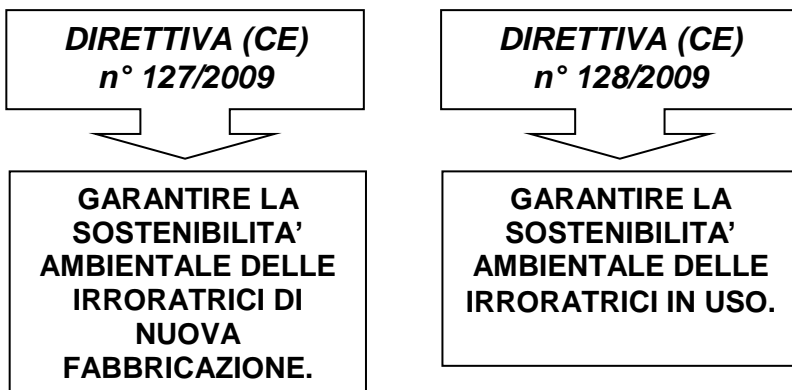 DIRETTIVA (CE)
n° 127/2009
GARANTIRE LA
SOSTENIBILITA’
AMBIENTALE DELLE
IRRORATRICI DI
NUOVA
FABBRICAZIONE.
DIRETTIVA (CE)
n° 128/2009
GARANTIRE LA
SOSTENIBILITA’
AMBIENTALE DELLE
IRRORATRICI IN USO.